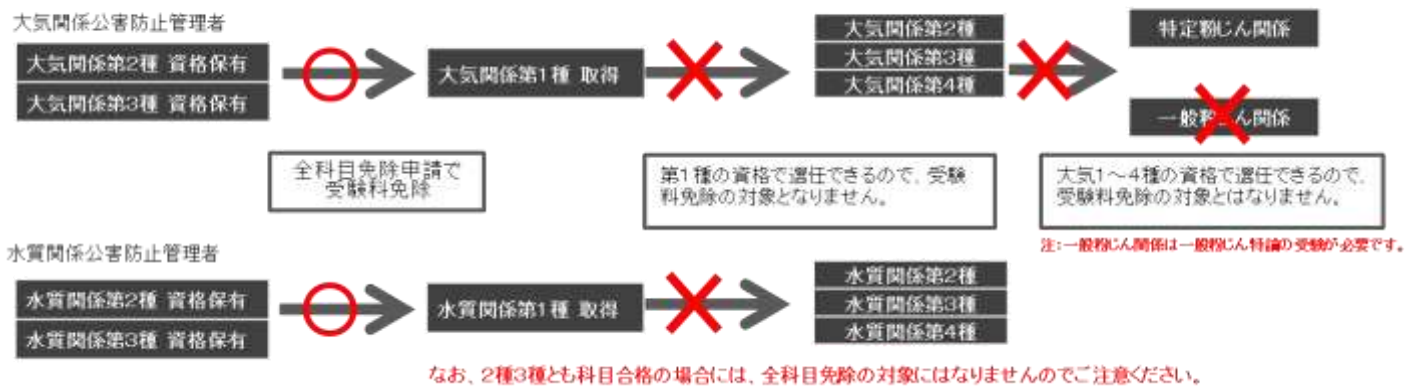 大気関係公害防止管理者
大気関係第2種 資格保有
大気関係第3種 資格保有
大気関係第1種 取得
大気関係第2種
大気関係第3種
大気関係第4種
特定粉じん関係
一般粉じん関係
全科目免除申請で
受験料免除
第1種の資格で選任できるので、受験
料免除の対象となりません。
大気1～4種の資格で選任できるので、
受験料免除の対象とはなりません。
注:一般粉じん関係は一般粉じん特論の受験が必要です。
水質関係公害防止管理者
水質関係第2種 資格保有
水質関係第3種 資格保有
水質関係第1種 取得
水質関係第2種
水質関係第3種
水質関係第4種
なお、2種3種とも科目合格の場合には、全科目免除の対象にはなりませんのでご注意ください。